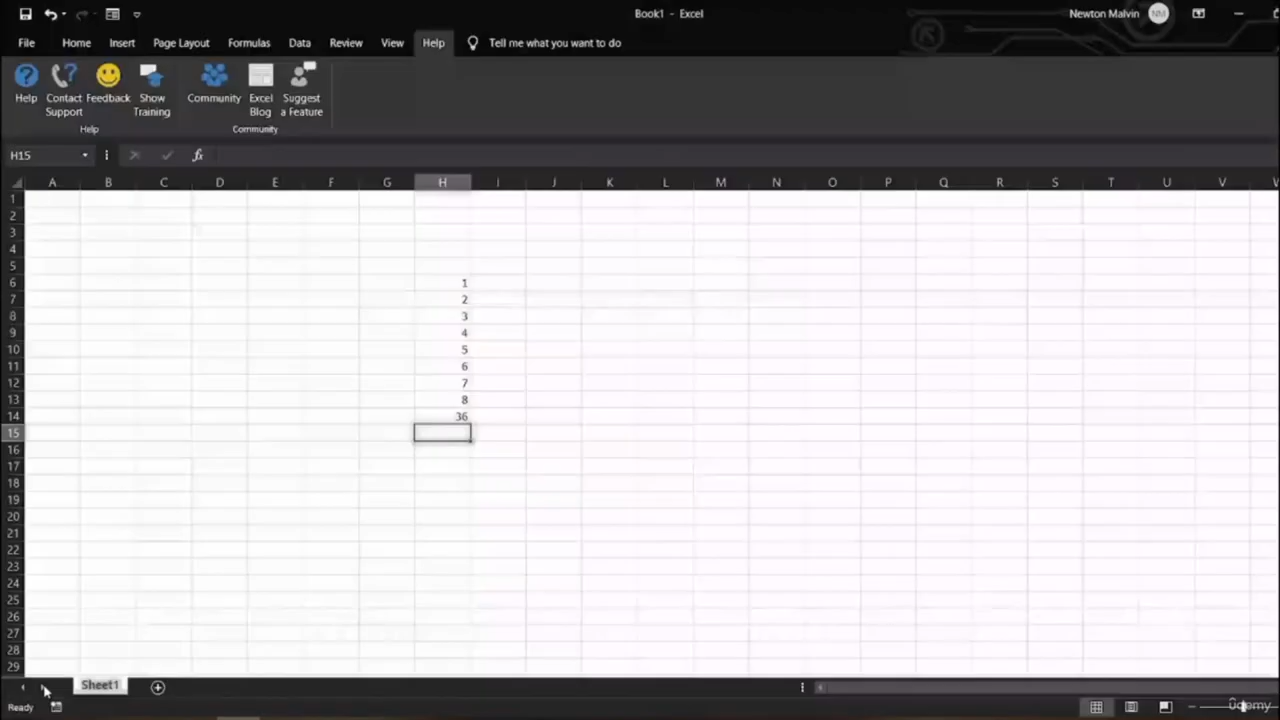 Book1 - Excel
Newton Malvin
NM
File Home Insert Page Layout Formulas Data Review View Help Tell me what you want to do
Help Contact Support Feedback Show Training Community Excel Blog Suggest a Feature
Help Community
H15 fx
A B C D E F G H I J K L M N O P Q R S T U V
1
2
3
4
5
6 1
7 2
8 3
9 4
10 5
11 6
12 7
13 8
14 36
15
16
17
18
19
20
21
22
23
24
25
26
27
28
29
Sheet1
Ready
ûdemy